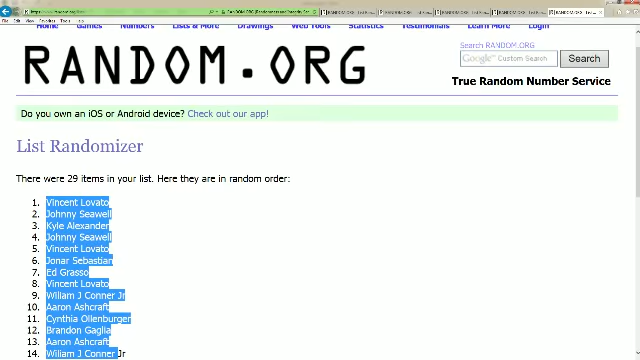 Home Games Numbers Lists & More Drawings Web Tools Statistics Testimonials Learn More Login
RANDOM.ORG
Search RANDOM.ORG
Google Custom Search
Search
True Random Number Service
Do you own an iOS or Android device? Check out our app!
List Randomizer
There were 29 items in your list. Here they are in random order:
1. Vincent Lovato
2. Johnny Seawell
3. Kyle Alexander
4. Johnny Seawell
5. Vincent Lovato
6. Jonar Sebastian
7. Ed Grasso
8. Vincent Lovato
9. Wiliam J Conner Jr
10. Aaron Ashcraft
11. Cynthia Ollenburger
12. Brandon Gaglia
13. Aaron Ashcraft
14. Wiliam J Conner Jr